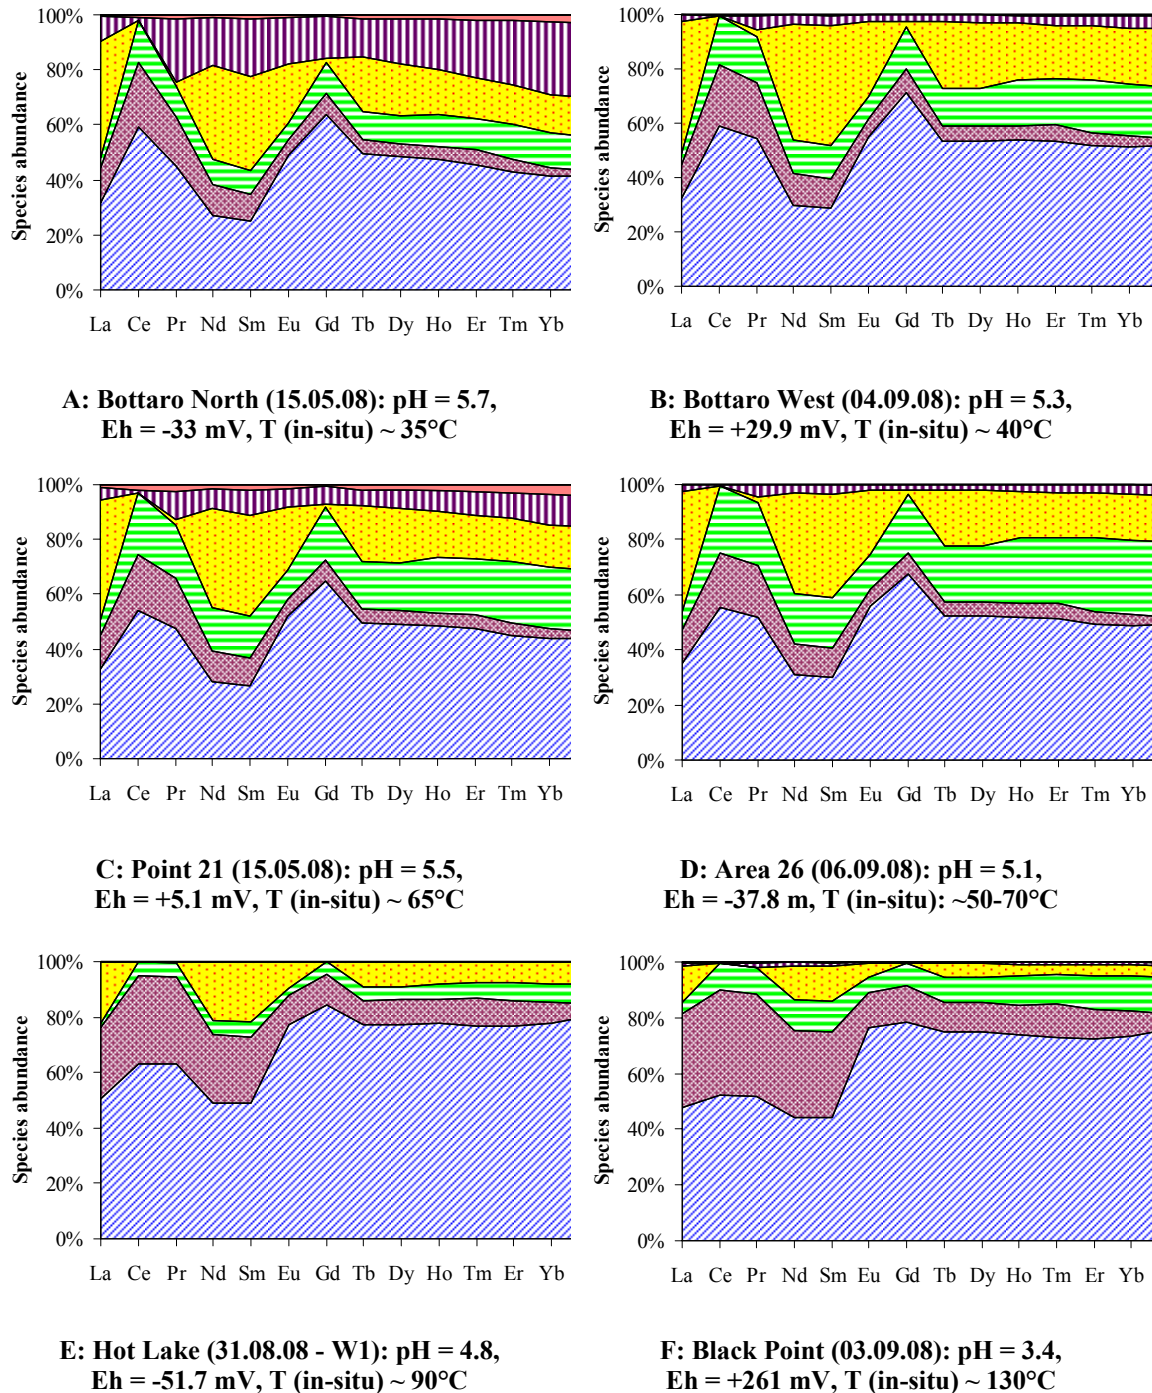 100%
80%
60%
40%
20%
0%
Species abundance
La Ce Pr Nd Sm Eu Gd Tb Dy Ho Er Tm Yb
A: Bottaro North (15.05.08): pH = 5.7,
Eh = -33 mV, T (in-situ) ~ 35°C
100%
80%
60%
40%
20%
0%
Species abundance
La Ce Pr Nd Sm Eu Gd Tb Dy Ho Er Tm Yb
B: Bottaro West (04.09.08): pH = 5.3,
Eh = +29.9 mV, T (in-situ) ~ 40°C
100%
80%
60%
40%
20%
0%
Species abundance
La Ce Pr Nd Sm Eu Gd Tb Dy Ho Er Tm Yb
C: Point 21 (15.05.08): pH = 5.5,
Eh = +5.1 mV, T (in-situ) ~ 65°C
100%
80%
60%
40%
20%
0%
Species abundance
La Ce Pr Nd Sm Eu Gd Tb Dy Ho Er Tm Yb
D: Area 26 (06.09.08): pH = 5.1,
Eh = -37.8 m, T (in-situ): ~50-70°C
100%
80%
60%
40%
20%
0%
Species abundance
La Ce Pr Nd Sm Eu Gd Tb Dy Ho Tm Er Yb
E: Hot Lake (31.08.08 - W1): pH = 4.8,
Eh = -51.7 mV, T (in-situ) ~ 90°C
100%
80%
60%
40%
20%
0%
Species abundance
La Ce Pr Nd Sm Eu Gd Tb Dy Ho Tm Er Yb
F: Black Point (03.09.08): pH = 3.4,
Eh = +261 mV, T (in-situ) ~ 130°C